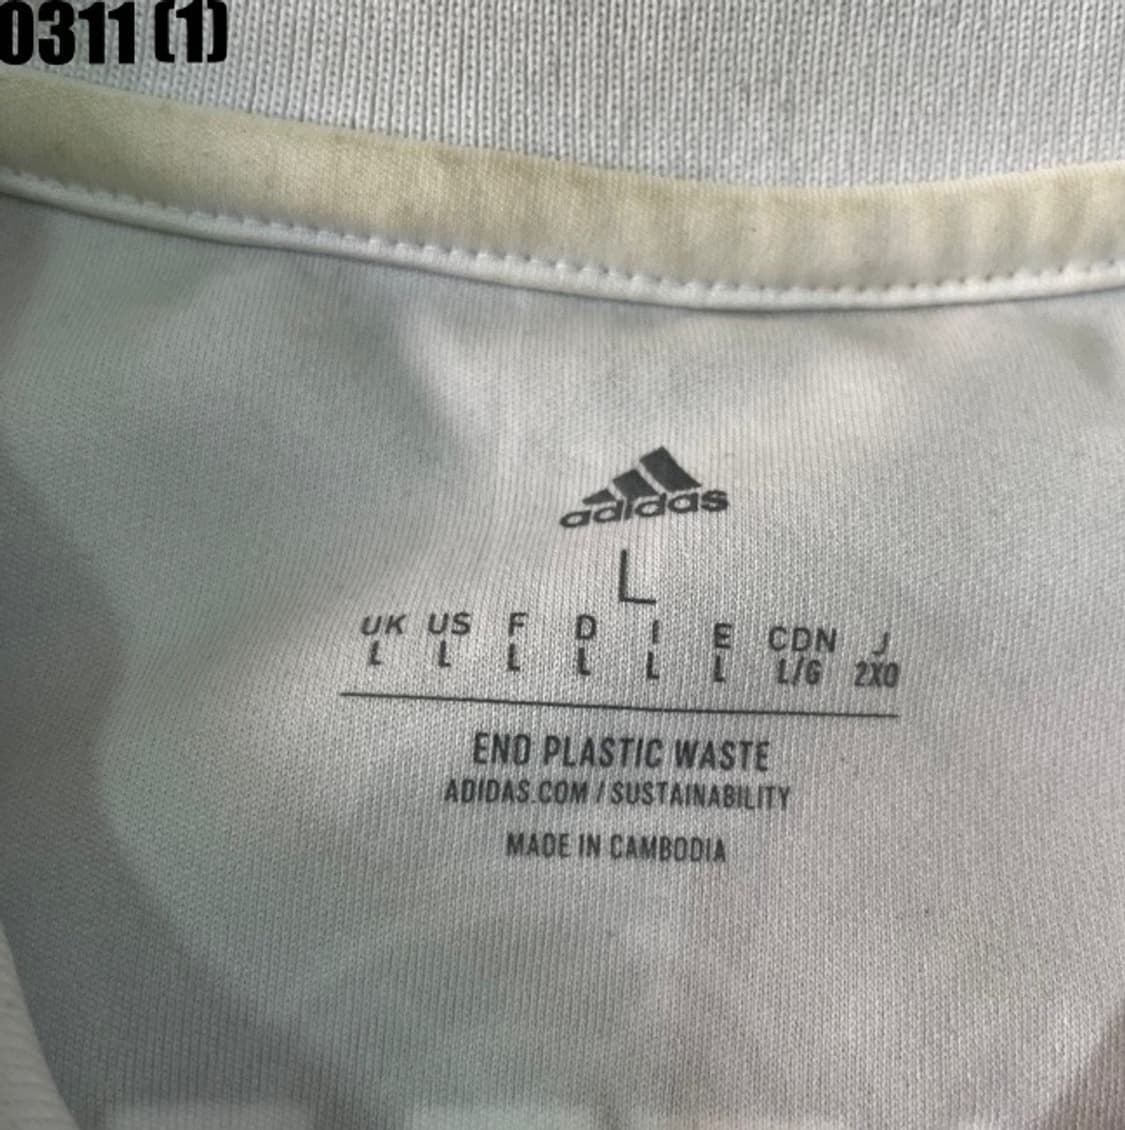 0311 (1)
adidas
L
UK US F D I E CDN J
L L L L L L L/G 2XO
END PLASTIC WASTE
ADIDAS.COM / SUSTAINABILITY
MADE IN CAMBODIA